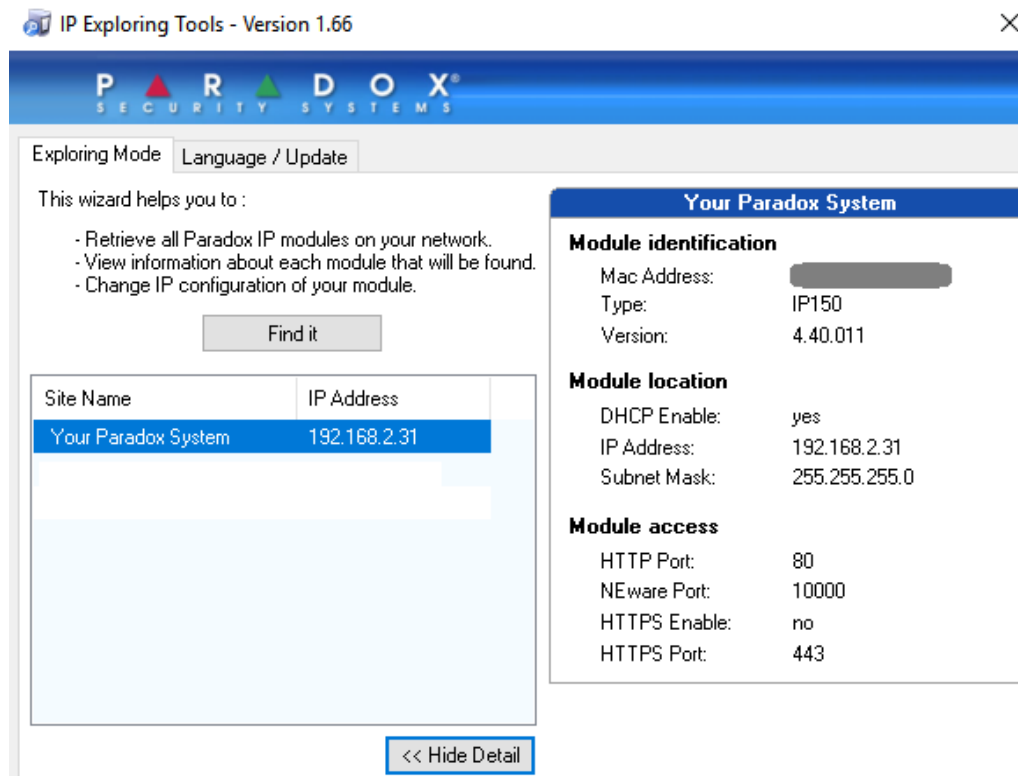 IP Exploring Tools - Version 1.66
PARADOX®
SECURITY SYSTEMS
Exploring Mode
Language / Update
This wizard helps you to :
- Retrieve all Paradox IP modules on your network.
- View information about each module that will be found.
- Change IP configuration of your module.
Find it
Site Name IP Address
Your Paradox System 192.168.2.31
<< Hide Detail
Your Paradox System
Module identification
Mac Address:
Type: IP150
Version: 4.40.011
Module location
DHCP Enable: yes
IP Address: 192.168.2.31
Subnet Mask: 255.255.255.0
Module access
HTTP Port: 80
NEware Port: 10000
HTTPS Enable: no
HTTPS Port: 443